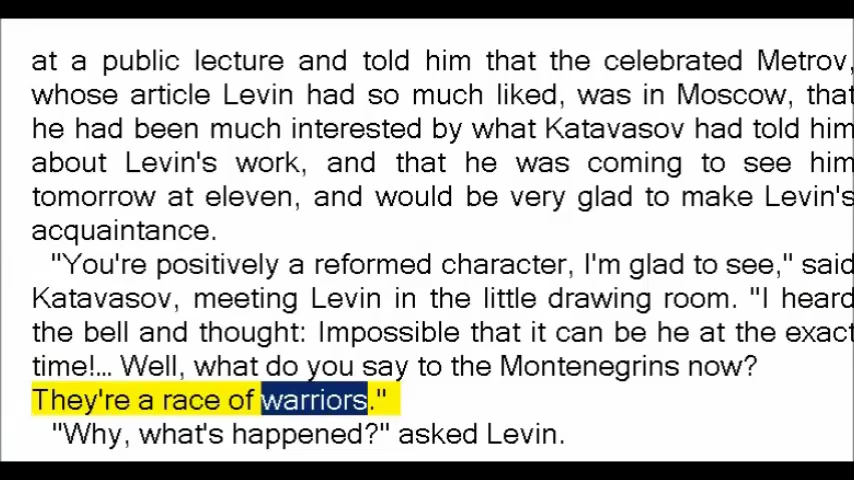 at a public lecture and told him that the celebrated Metrov,
whose article Levin had so much liked, was in Moscow, that
he had been much interested by what Katavasov had told him
about Levin's work, and that he was coming to see him
tomorrow at eleven, and would be very glad to make Levin's
acquaintance.
"You're positively a reformed character, I'm glad to see," said
Katavasov, meeting Levin in the little drawing room. "I heard
the bell and thought: Impossible that it can be he at the exact
time!... Well, what do you say to the Montenegrins now?
They're a race of warriors."
"Why, what's happened?" asked Levin.